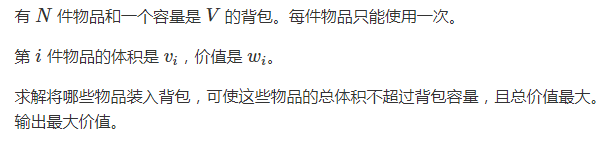 有 N 件物品和一个容量是 V 的背包。每件物品只能使用一次。
第 i 件物品的体积是 vi，价值是 wi。
求解将哪些物品装入背包，可使这些物品的总体积不超过背包容量，且总价值最大。
输出最大价值。